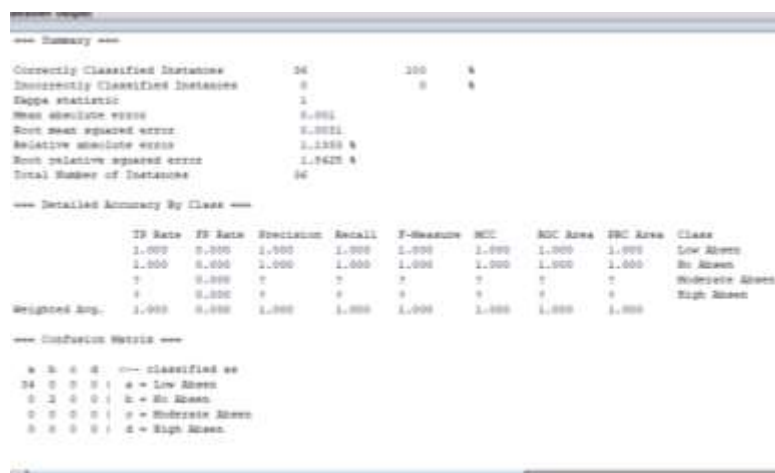 === Summary ===
Correctly Classified Instances 36 100 %
Incorrectly Classified Instances 0 0 %
Kappa statistic 1
Mean absolute error 0.001
Root mean squared error 0.0031
Relative absolute error %
Root relative squared error 1.9625 %
Total Number of Instances 36
=== Detailed Accuracy By Class ===
TP Rate FP Rate Precision Recall F-Measure MCC ROC Area PRC Area Class
1.000 0.000 1.000 1.000 1.000 1.000 1.000 1.000 Low Absen
1.000 0.000 1.000 1.000 1.000 1.000 1.000 1.000 No Absen
? 0.000 ? ? ? ? ? ? Moderate Absen
? 0.000 ? ? ? ? ? ? High Absen
Weighted Avg. 1.000 0.000 1.000 1.000 1.000 1.000 1.000 1.000
=== Confusion Matrix ===
a b c d <-- classified as
34 0 0 0 | a = Low Absen
0 2 0 0 | b = No Absen
0 0 0 0 | c = Moderate Absen
0 0 0 0 | d = High Absen